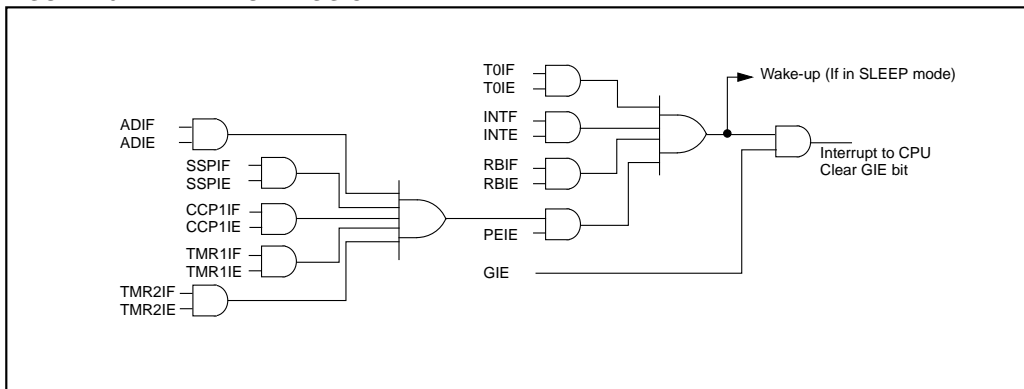 T0IF
T0IE
Wake-up (If in SLEEP mode)
ADIF
ADIE
INTF
INTE
SSPIF
SSPIE
RBIF
RBIE
Interrupt to CPU
Clear GIE bit
CCP1IF
CCP1IE
PEIE
TMR1IF
TMR1IE
GIE
TMR2IF
TMR2IE